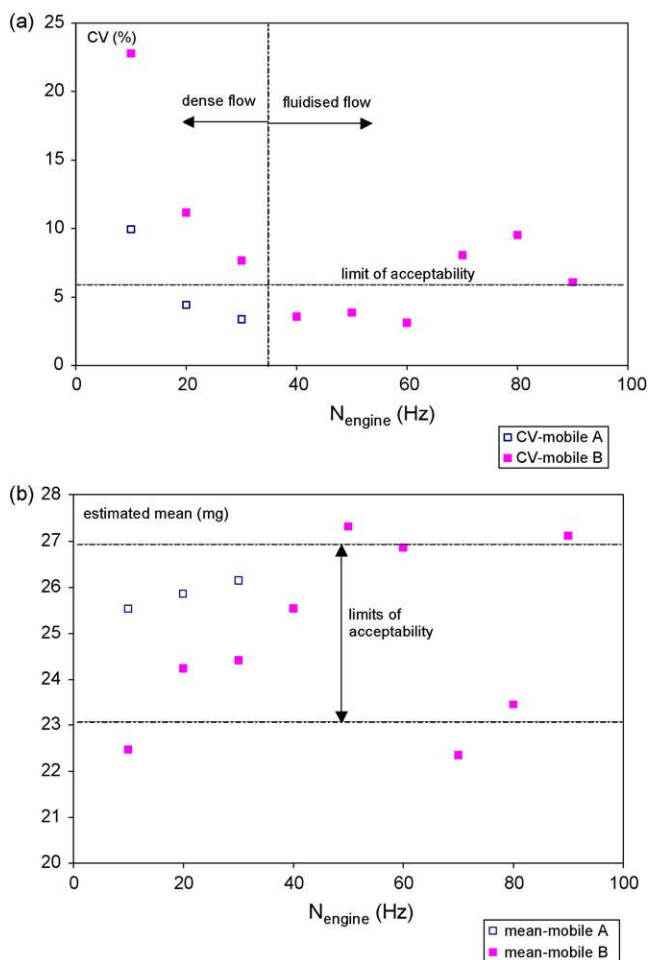 (a)
CV (%)
25
20
15
10
5
0
dense flow
fluidised flow
limit of acceptability
0 20 40 60 80 100
N engine (Hz)
CV-mobile A
CV-mobile B
(b)
estimated mean (mg)
28
27
26
25
24
23
22
21
20
limits of
acceptability
0 20 40 60 80 100
N engine (Hz)
mean-mobile A
mean-mobile B